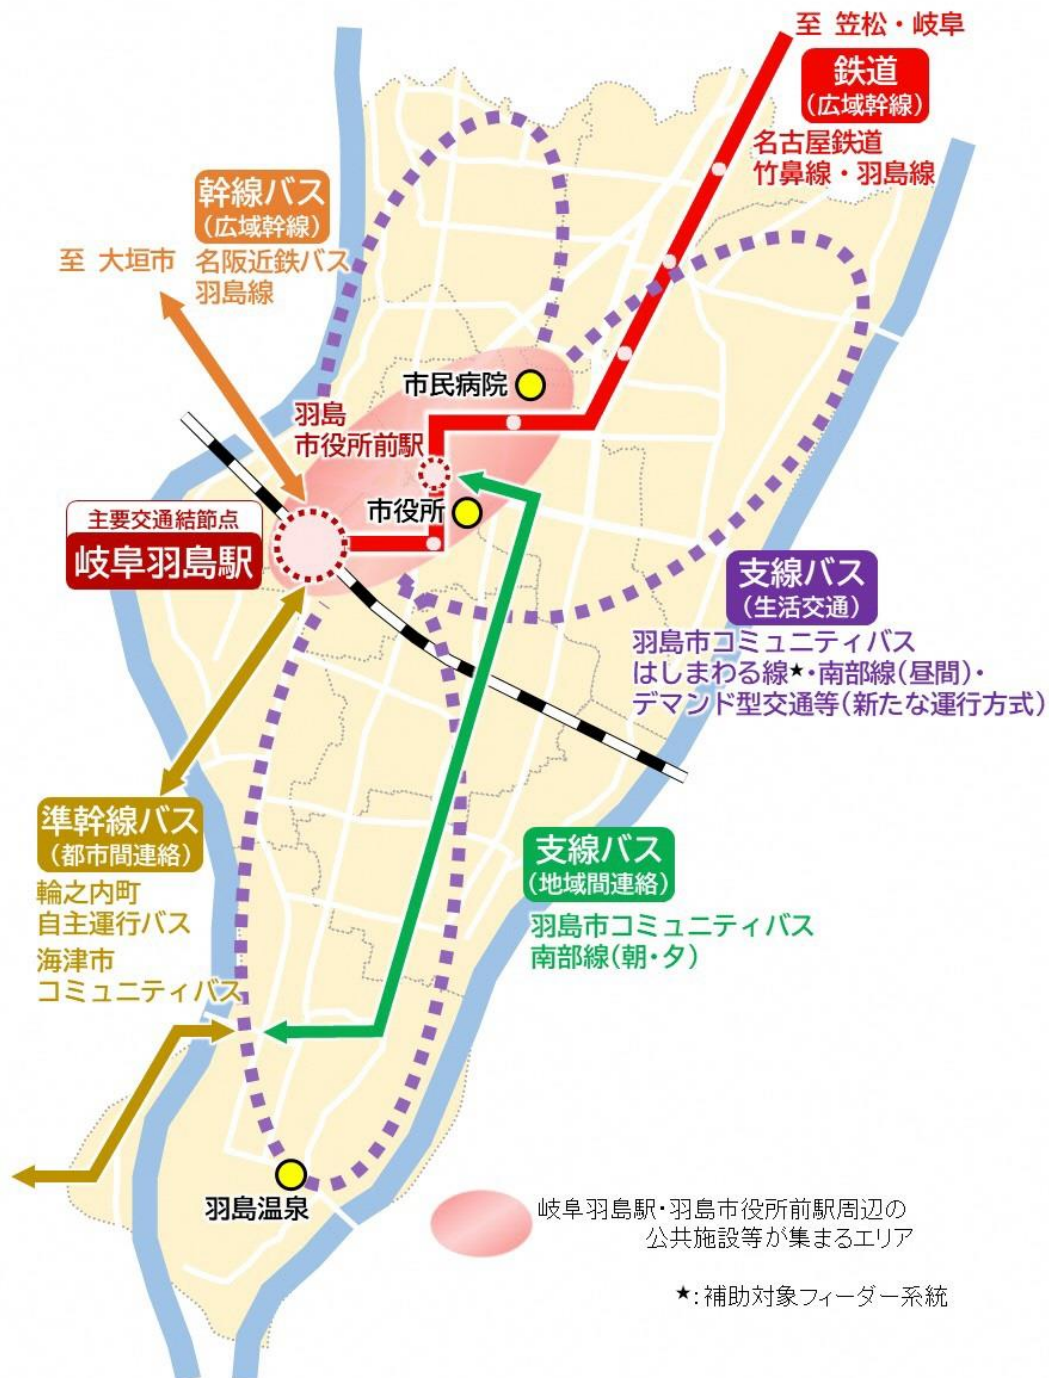 至 笠松・岐阜
鉄道
(広域幹線)
名古屋鉄道
竹鼻線・羽島線
幹線バス
(広域幹線)
至 大垣市
名阪近鉄バス
羽島線
市民病院
羽島
市役所前駅
市役所
主要交通結節点
岐阜羽島駅
支線バス
(生活交通)
羽島市コミュニティバス
はしまわる線★・南部線(昼間)・
デマンド型交通等(新たな運行方式)
準幹線バス
(都市間連絡)
輪之内町
自主運行バス
海津市
コミュニティバス
支線バス
(地域間連絡)
羽島市コミュニティバス
南部線(朝・夕)
羽島温泉
岐阜羽島駅・羽島市役所前駅周辺の
公共施設等が集まるエリア
★:補助対象フィーダー系統